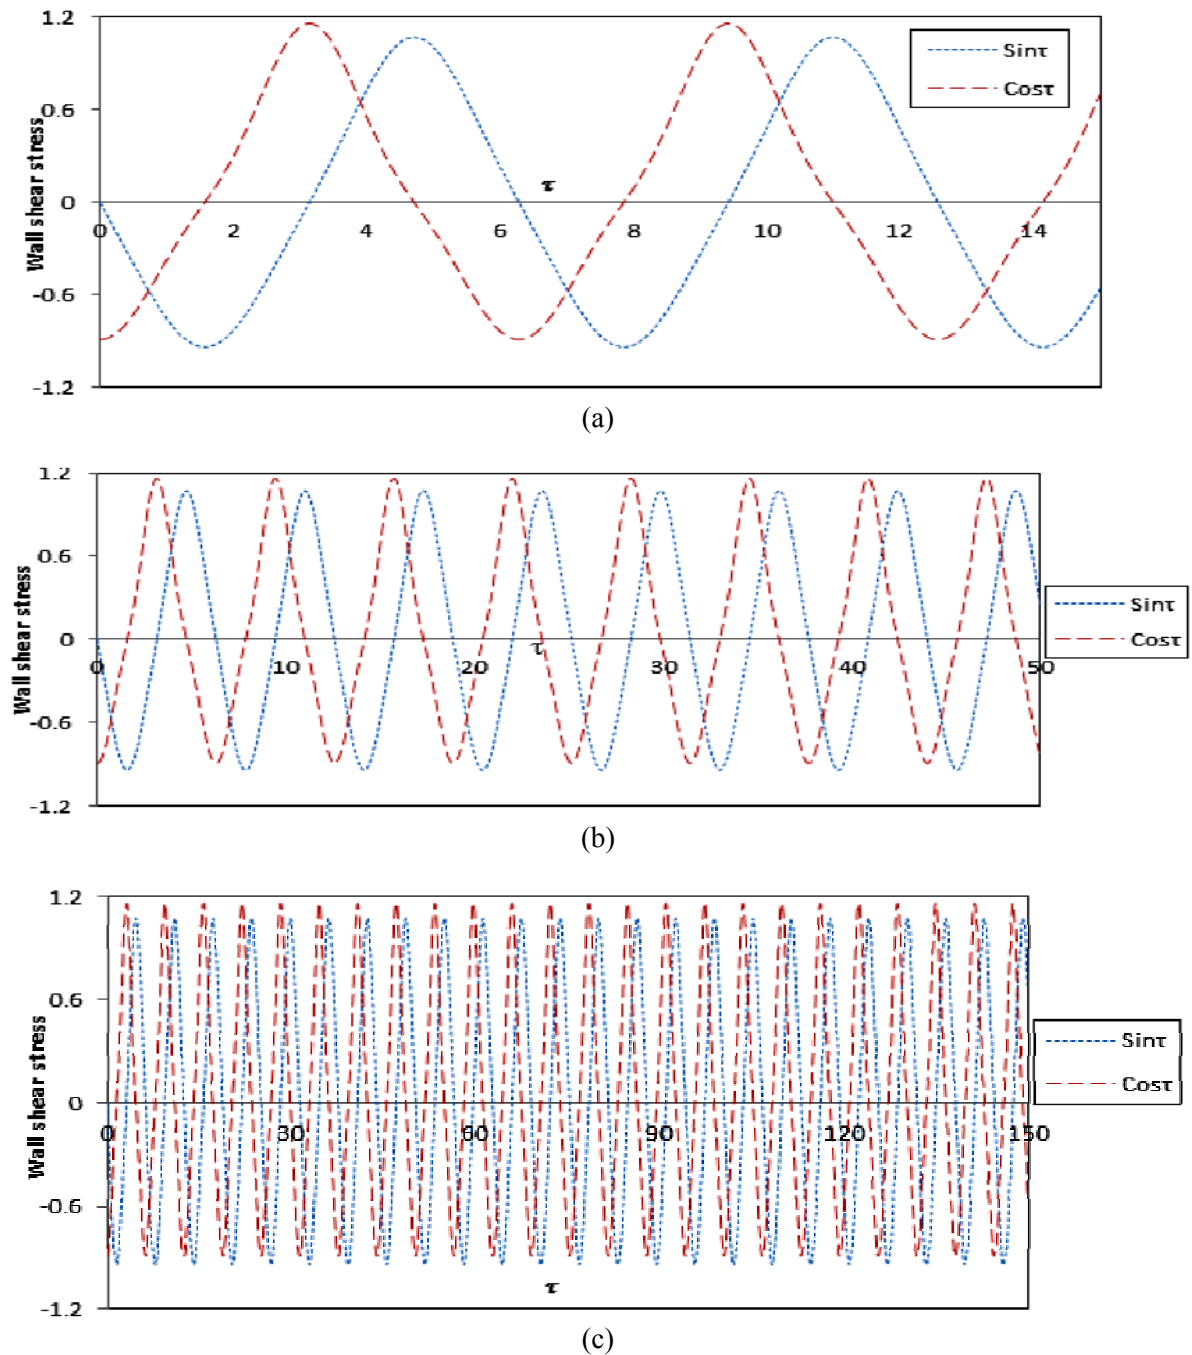 1.2
Sinτ
Cosτ
0.6
Wall shear stress
τ
0
0 2 4 6 8 10 12 14
-0.6
-1.2
(a)
1.2
0.6
Wall shear stress
Sinτ
Cosτ
0
τ
0 10 20 30 40 50
-0.6
-1.2
(b)
1.2
0.6
Wall shear stress
Sinτ
Cosτ
0
0 30 60 90 120 150
-0.6
τ
-1.2
(c)